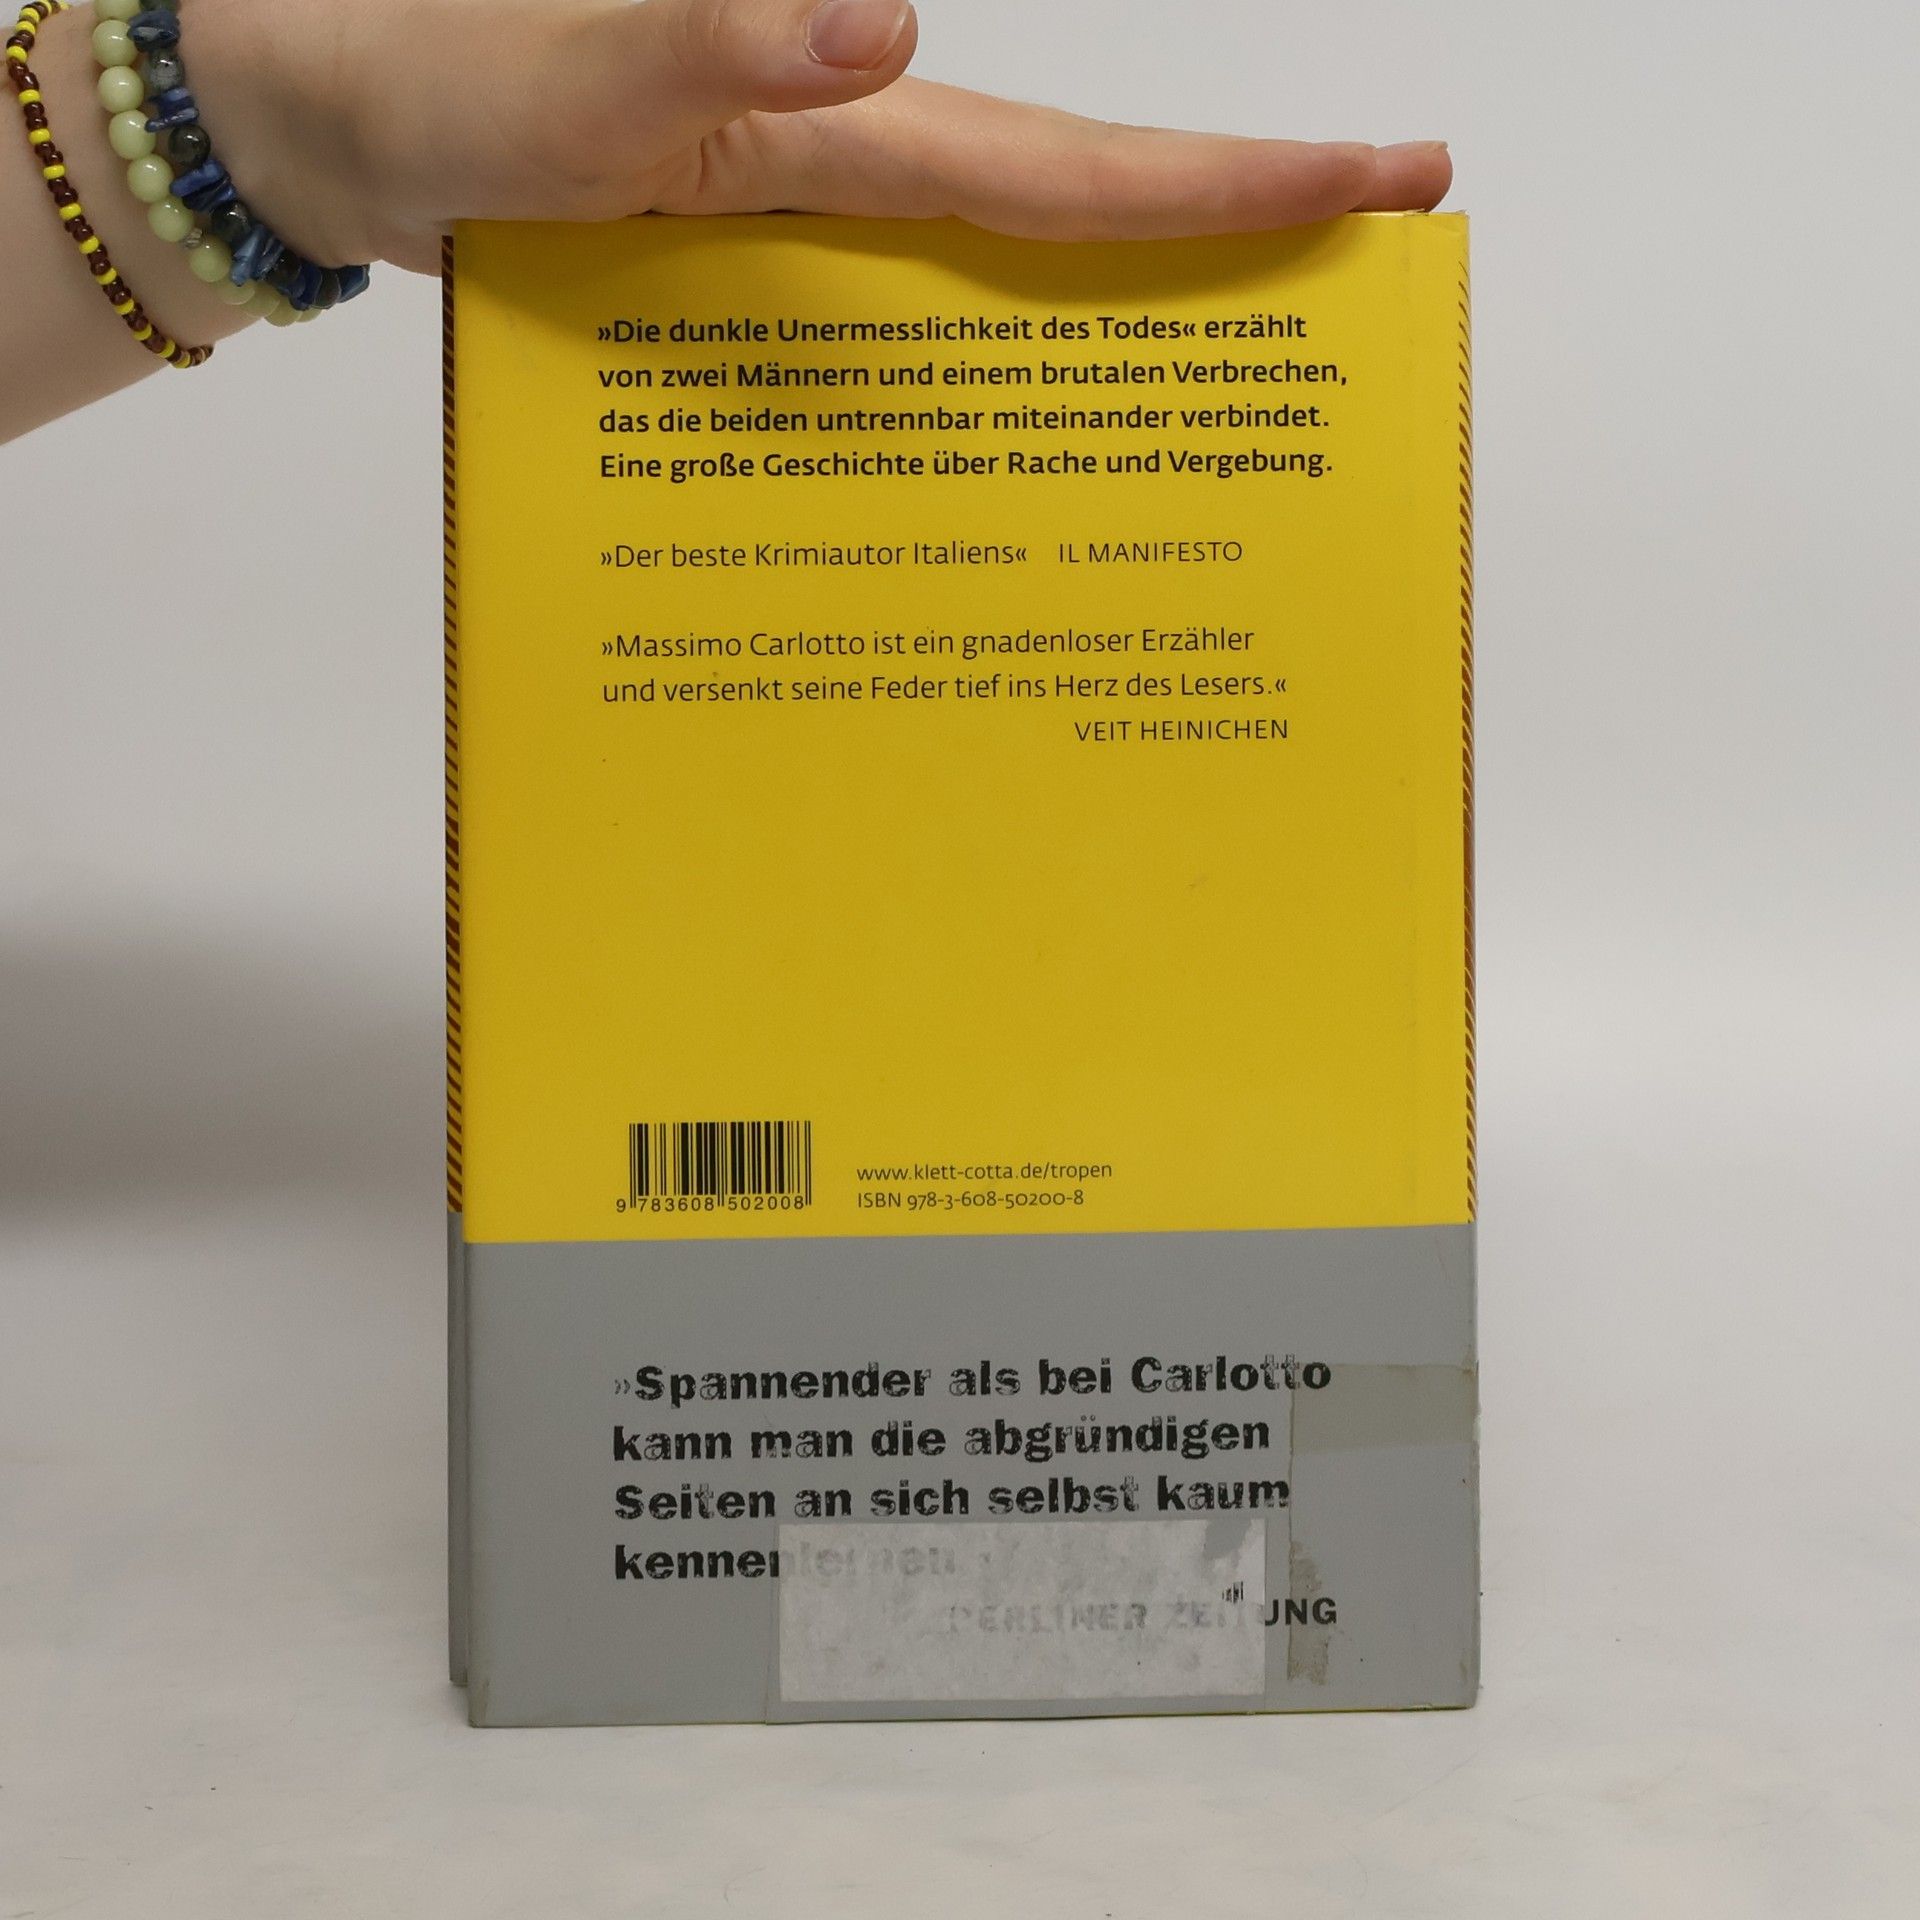 »Die dunkle Unermesslichkeit des Todes« erzählt
von zwei Männern und einem brutalen Verbrechen,
das die beiden untrennbar miteinander verbindet.
Eine große Geschichte über Rache und Vergebung.
»Der beste Krimiautor Italiens« IL MANIFESTO
»Massimo Carlotto ist ein gnadenloser Erzähler
und versenkt seine Feder tief ins Herz des Lesers.«
VEIT HEINICHEN
9 783608 502008
www.klett-cotta.de/tropen
ISBN 978-3-608-50200-8
»Spannender als bei Carlotto
kann man die abgründigen
Seiten an sich selbst kaum
kennenlernen.«
BERLINER ZEITUNG